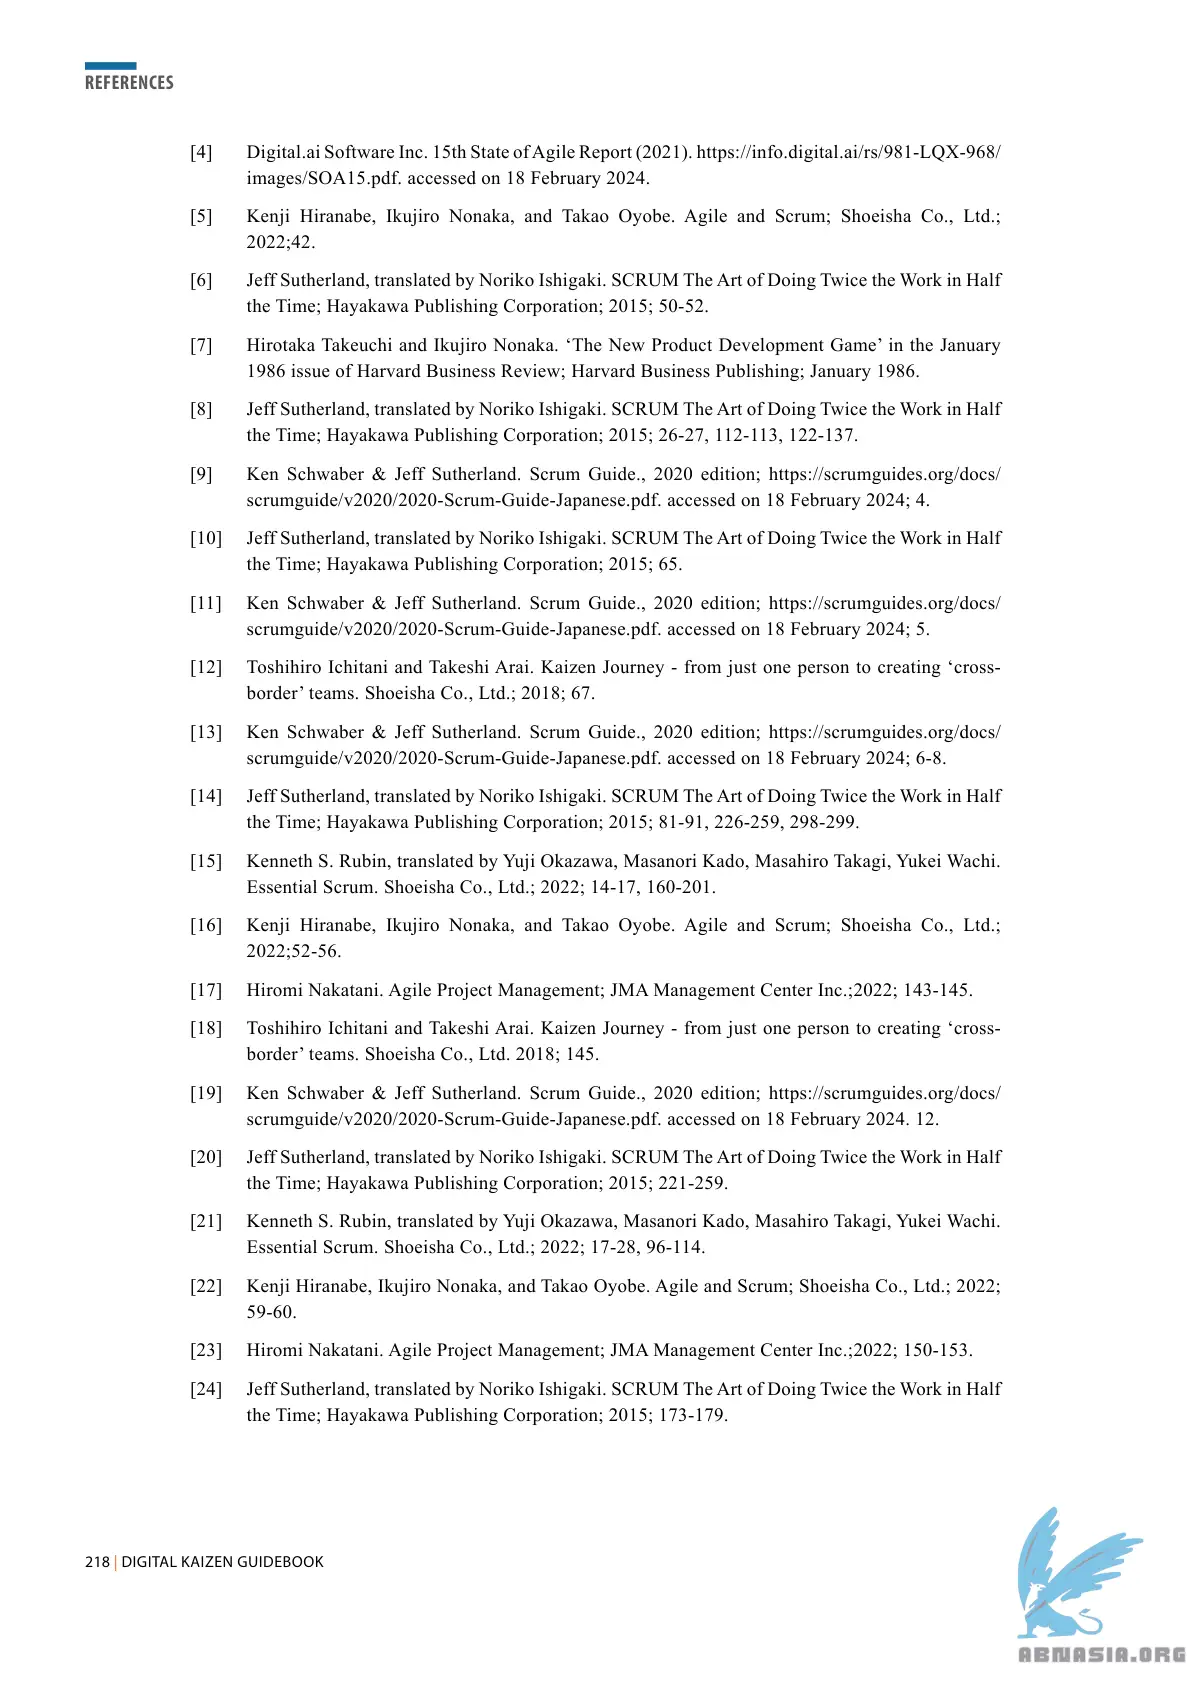 REFERENCES
[4] Digital.ai Software Inc. 15th State of Agile Report (2021). https://info.digital.ai/rs/981-LQX-968/
images/SOA15.pdf. accessed on 18 February 2024.
[5] Kenji Hiranabe, Ikujiro Nonaka, and Takao Oyobe. Agile and Scrum; Shoeisha Co., Ltd.;
2022;42.
[6] Jeff Sutherland, translated by Noriko Ishigaki. SCRUM The Art of Doing Twice the Work in Half
the Time; Hayakawa Publishing Corporation; 2015; 50-52.
[7] Hirotaka Takeuchi and Ikujiro Nonaka. ‘The New Product Development Game’ in the January
1986 issue of Harvard Business Review; Harvard Business Publishing; January 1986.
[8] Jeff Sutherland, translated by Noriko Ishigaki. SCRUM The Art of Doing Twice the Work in Half
the Time; Hayakawa Publishing Corporation; 2015; 26-27, 112-113, 122-137.
[9] Ken Schwaber & Jeff Sutherland. Scrum Guide., 2020 edition; https://scrumguides.org/docs/
scrumguide/v2020/2020-Scrum-Guide-Japanese.pdf. accessed on 18 February 2024; 4.
[10] Jeff Sutherland, translated by Noriko Ishigaki. SCRUM The Art of Doing Twice the Work in Half
the Time; Hayakawa Publishing Corporation; 2015; 65.
[11] Ken Schwaber & Jeff Sutherland. Scrum Guide., 2020 edition; https://scrumguides.org/docs/
scrumguide/v2020/2020-Scrum-Guide-Japanese.pdf. accessed on 18 February 2024; 5.
[12] Toshihiro Ichitani and Takeshi Arai. Kaizen Journey - from just one person to creating ‘cross-
border’ teams. Shoeisha Co., Ltd.; 2018; 67.
[13] Ken Schwaber & Jeff Sutherland. Scrum Guide., 2020 edition; https://scrumguides.org/docs/
scrumguide/v2020/2020-Scrum-Guide-Japanese.pdf. accessed on 18 February 2024; 6-8.
[14] Jeff Sutherland, translated by Noriko Ishigaki. SCRUM The Art of Doing Twice the Work in Half
the Time; Hayakawa Publishing Corporation; 2015; 81-91, 226-259, 298-299.
[15] Kenneth S. Rubin, translated by Yuji Okazawa, Masanori Kado, Masahiro Takagi, Yukei Wachi.
Essential Scrum. Shoeisha Co., Ltd.; 2022; 14-17, 160-201.
[16] Kenji Hiranabe, Ikujiro Nonaka, and Takao Oyobe. Agile and Scrum; Shoeisha Co., Ltd.;
2022;52-56.
[17] Hiromi Nakatani. Agile Project Management; JMA Management Center Inc.;2022; 143-145.
[18] Toshihiro Ichitani and Takeshi Arai. Kaizen Journey - from just one person to creating ‘cross-
border’ teams. Shoeisha Co., Ltd. 2018; 145.
[19] Ken Schwaber & Jeff Sutherland. Scrum Guide., 2020 edition; https://scrumguides.org/docs/
scrumguide/v2020/2020-Scrum-Guide-Japanese.pdf. accessed on 18 February 2024. 12.
[20] Jeff Sutherland, translated by Noriko Ishigaki. SCRUM The Art of Doing Twice the Work in Half
the Time; Hayakawa Publishing Corporation; 2015; 221-259.
[21] Kenneth S. Rubin, translated by Yuji Okazawa, Masanori Kado, Masahiro Takagi, Yukei Wachi.
Essential Scrum. Shoeisha Co., Ltd.; 2022; 17-28, 96-114.
[22] Kenji Hiranabe, Ikujiro Nonaka, and Takao Oyobe. Agile and Scrum; Shoeisha Co., Ltd.; 2022;
59-60.
[23] Hiromi Nakatani. Agile Project Management; JMA Management Center Inc.;2022; 150-153.
[24] Jeff Sutherland, translated by Noriko Ishigaki. SCRUM The Art of Doing Twice the Work in Half
the Time; Hayakawa Publishing Corporation; 2015; 173-179.
218 | DIGITAL KAIZEN GUIDEBOOK
ABNASIA.ORG